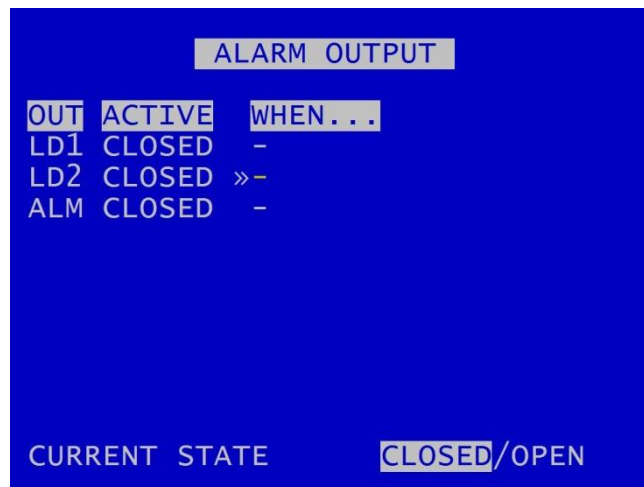 ALARM OUTPUT
OUT ACTIVE WHEN...
LD1 CLOSED -
LD2 CLOSED »-
ALM CLOSED -
CURRENT STATE CLOSED/OPEN